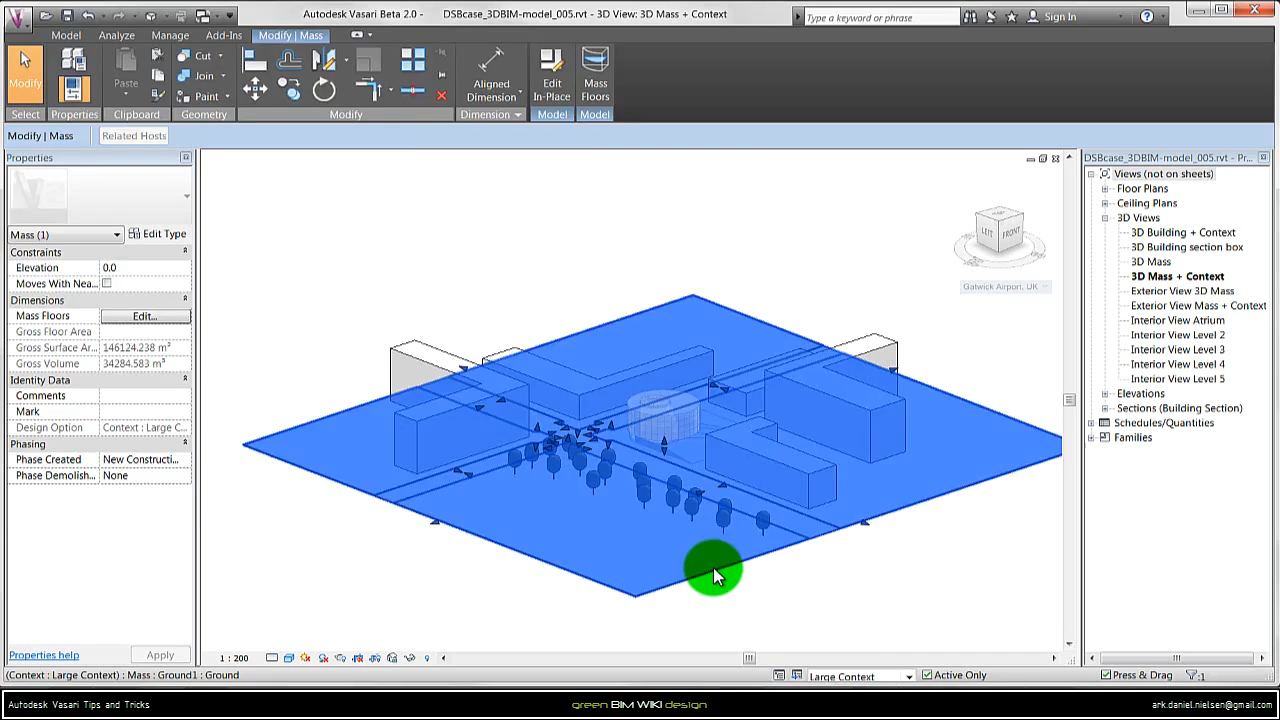 Autodesk Vasari Beta 2.0 - DSBcase_3DBIM-model_005.rvt - 3D View: 3D Mass + Context
Type a keyword or phrase
Sign In
Model Analyze Manage Add-Ins Modify | Mass
Modify
Paste
Cut
Join
Paint
Aligned
Dimension
Edit
In-Place
Mass
Floors
Select Properties Clipboard Geometry Modify Dimension Model Model
Modify | Mass Related Hosts
Properties
Mass (1) Edit Type
Constraints
Elevation 0.0
Moves With Nea...
Dimensions
Mass Floors Edit...
Gross Floor Area
Gross Surface Ar... 146124.238 m²
Gross Volume 34284.583 m³
Identity Data
Comments
Mark
Design Option Context : Large C...
Phasing
Phase Created New Constructi...
Phase Demolish... None
Properties help Apply
LEFT FRONT
Gatwick Airport, UK
DSBcase_3DBIM-model_005.rvt - Pr...
Views (not on sheets)
Floor Plans
Ceiling Plans
3D Views
3D Building + Context
3D Building section box
3D Mass
3D Mass + Context
Exterior View 3D Mass
Exterior View Mass + Context
Interior View Atrium
Interior View Level 2
Interior View Level 3
Interior View Level 4
Interior View Level 5
Elevations
Sections (Building Section)
Schedules/Quantities
Families
1 : 200
(Context : Large Context) : Mass : Ground1 : Ground
Large Context
Active Only
Press & Drag
:1
Autodesk Vasari Tips and Tricks
green BIM WIKI design
ark.daniel.nielsen@gmail.com